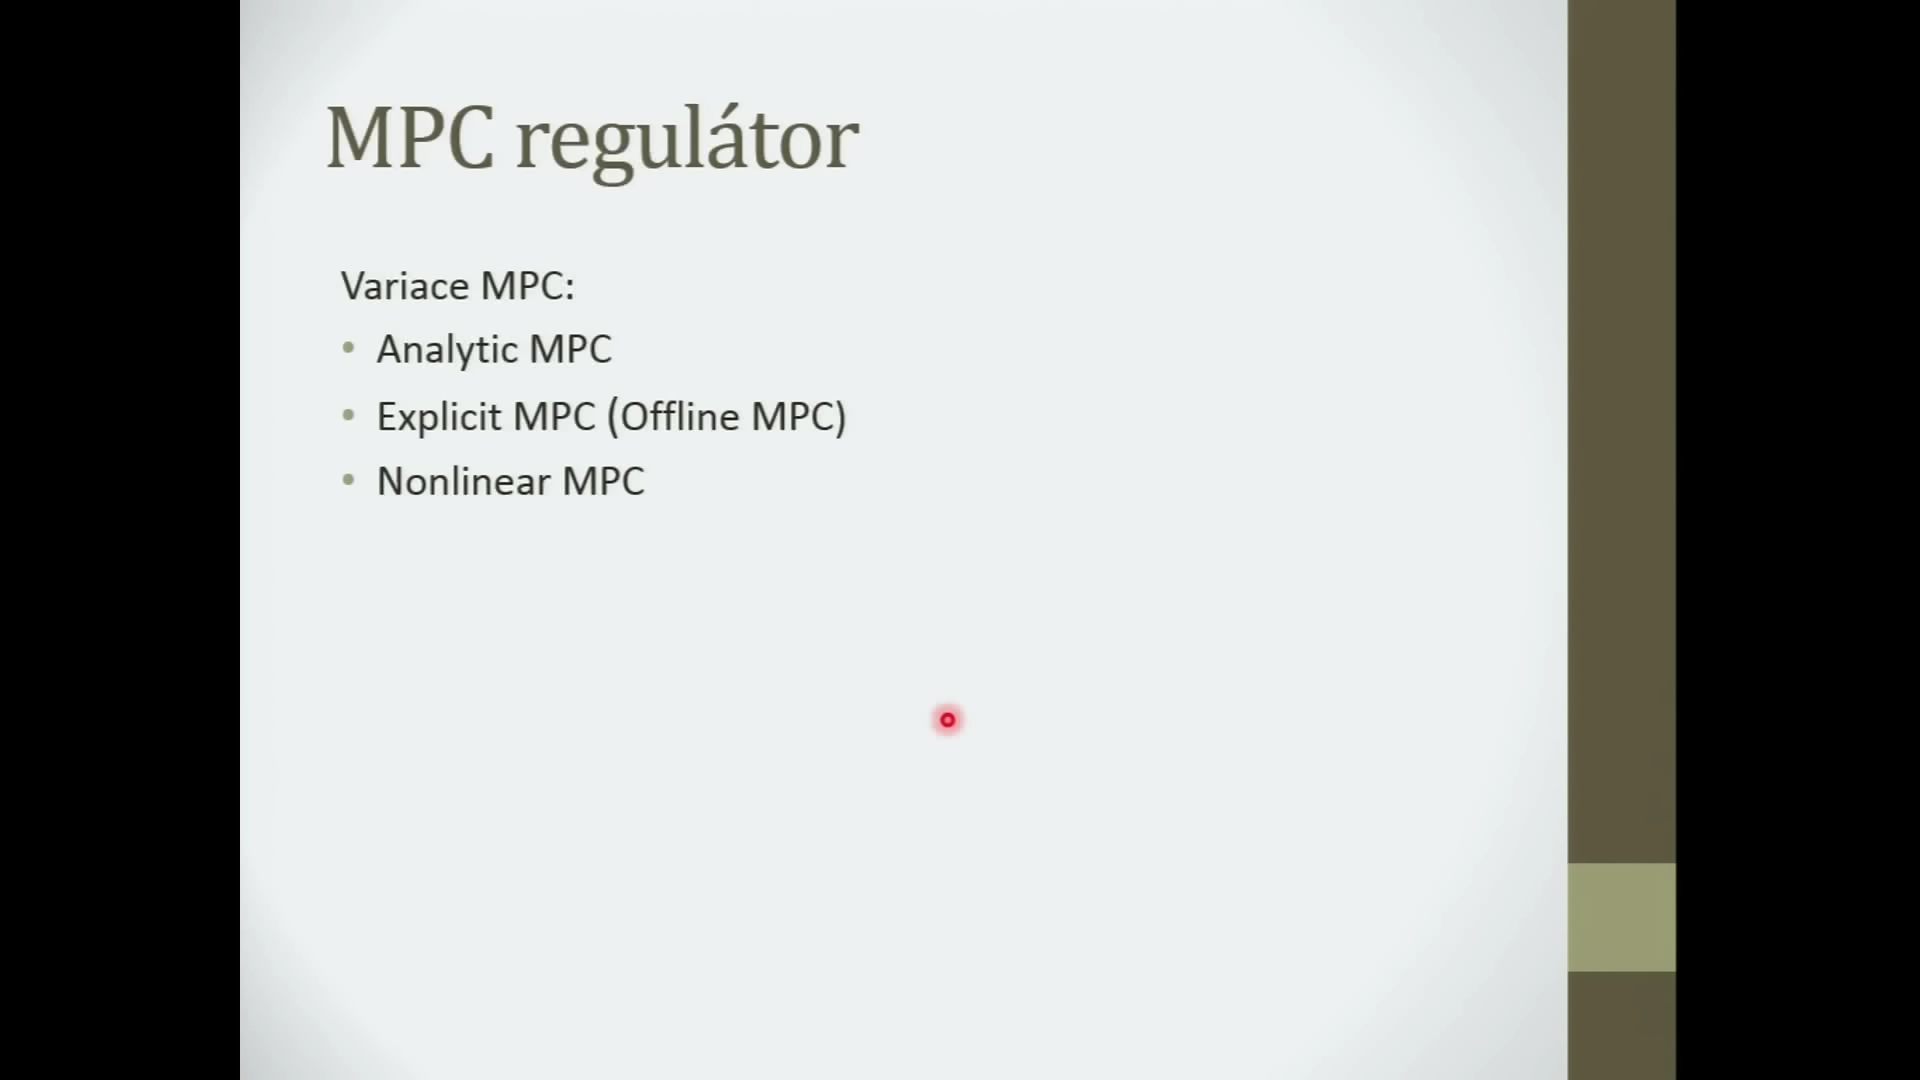 MPC regulátor
Variace MPC:
• Analytic MPC
• Explicit MPC (Offline MPC)
• Nonlinear MPC